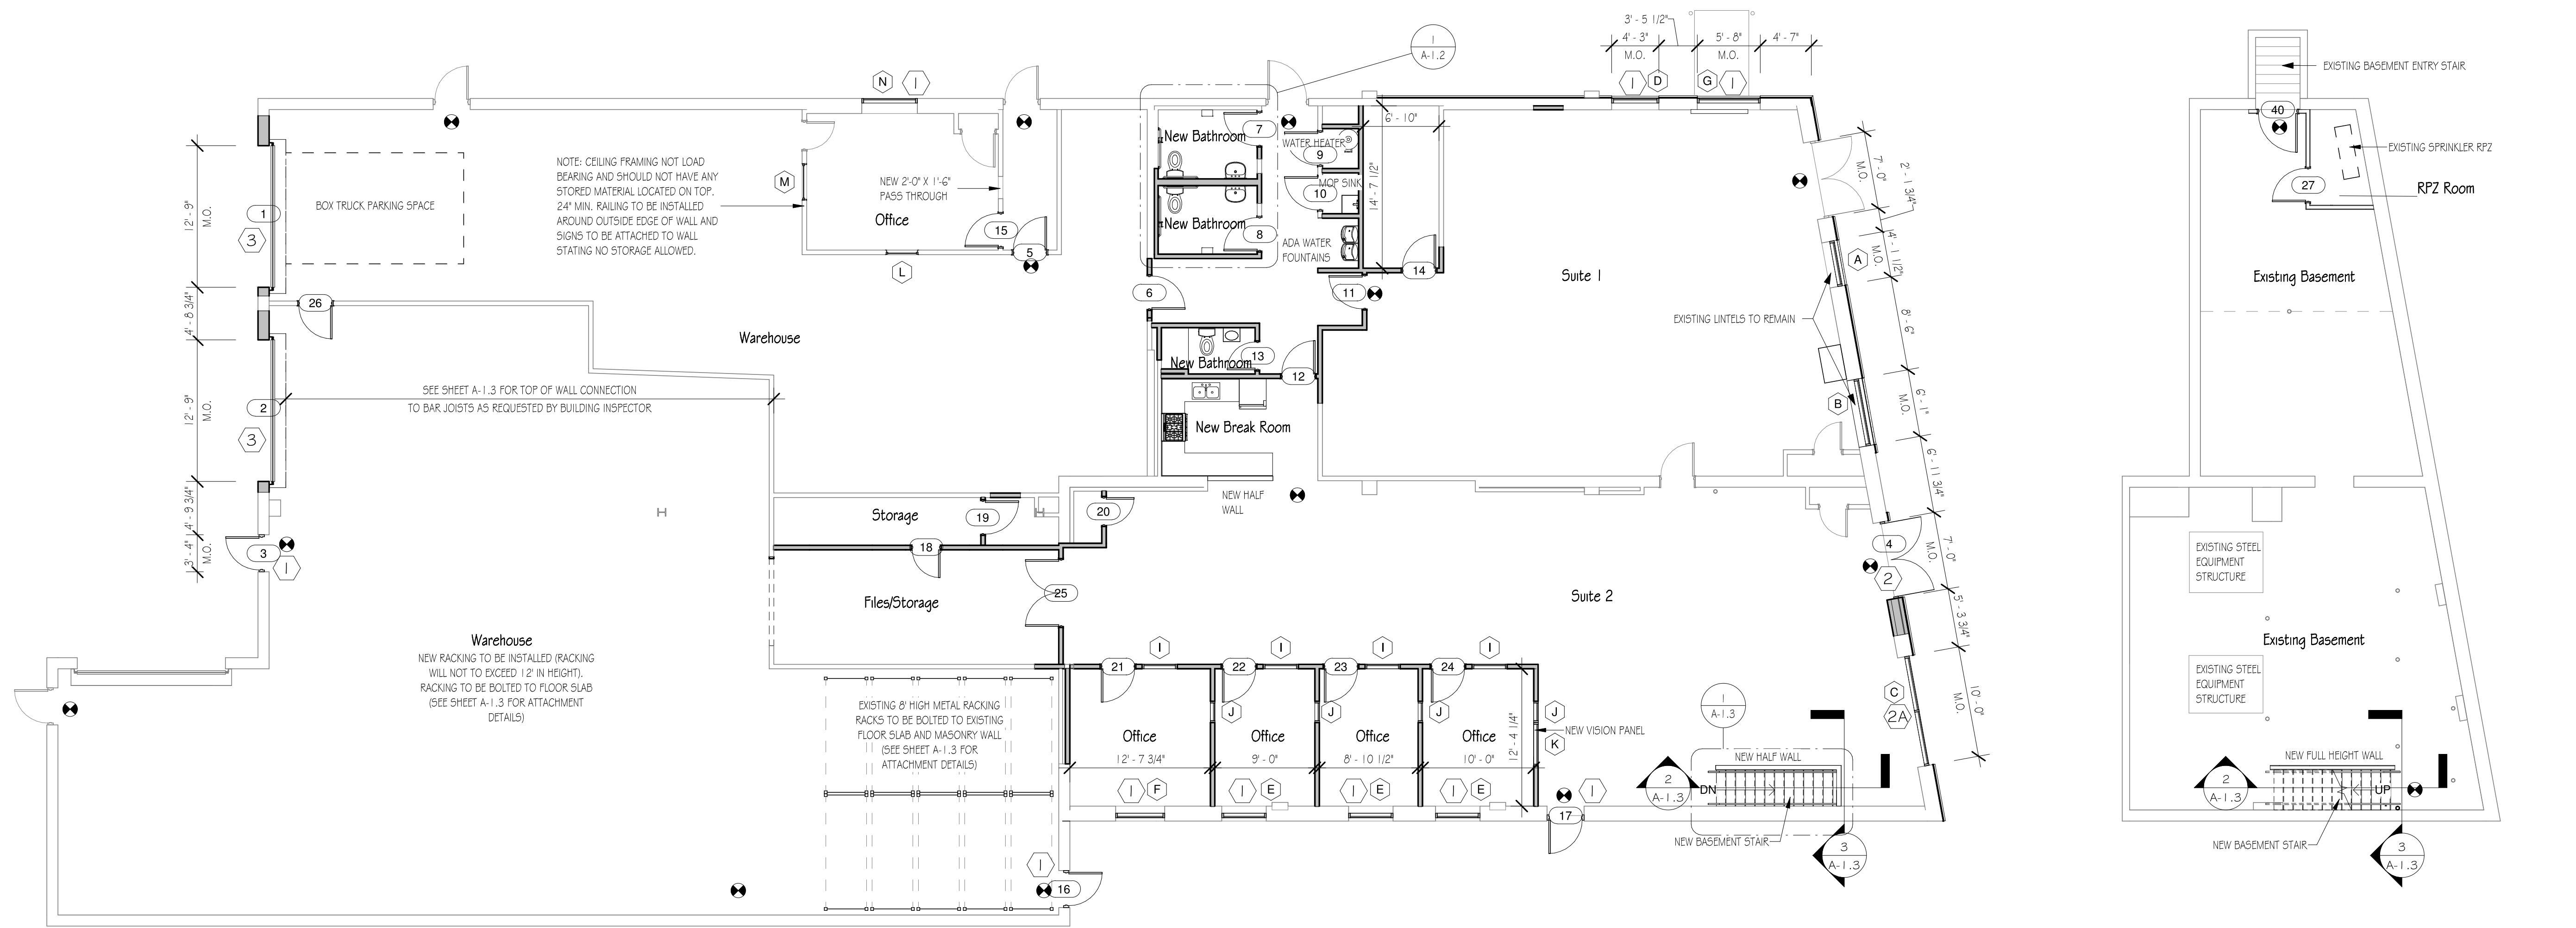 3' - 5 1/2"
4' - 3"
M.O.
5' - 8"
M.O.
4' - 7"
1
A-1.2
N
1
1
D
G
1
EXISTING BASEMENT ENTRY STAIR
40
EXISTING SPRINKLER RPZ
27
RPZ Room
12' - 9"
M.O.
1
3
BOX TRUCK PARKING SPACE
NOTE: CEILING FRAMING NOT LOAD
BEARING AND SHOULD NOT HAVE ANY
STORED MATERIAL LOCATED ON TOP.
24" MIN. RAILING TO BE INSTALLED
AROUND OUTSIDE EDGE OF WALL AND
SIGNS TO BE ATTACHED TO WALL
STATING NO STORAGE ALLOWED.
M
NEW 2'-0" X 1'-6"
PASS THROUGH
Office
15
5
L
New Bathroom
7
WATER HEATER
9
MOP SINK
10
New Bathroom
8
ADA WATER
FOUNTAINS
6' - 10"
14' - 7 1/2"
14
6
11
Suite 1
7' - 0"
M.O.
2' - 1 3/4"
4' - 1 1/2"
M.O.
A
8' - 6"
EXISTING LINTELS TO REMAIN
Existing Basement
4' - 8 3/4"
26
Warehouse
New Bathroom
13
12
SEE SHEET A-1.3 FOR TOP OF WALL CONNECTION
TO BAR JOISTS AS REQUESTED BY BUILDING INSPECTOR
12' - 9"
M.O.
2
3
New Break Room
B
6' - 1"
M.O.
6' - 11 3/4"
4' - 9 3/4"
3' - 4"
M.O.
3
1
NEW HALF
WALL
Storage
19
20
18
4
7' - 0"
M.O.
2
Files/Storage
25
Suite 2
5' - 3 3/4"
EXISTING STEEL
EQUIPMENT
STRUCTURE
Existing Basement
EXISTING STEEL
EQUIPMENT
STRUCTURE
Warehouse
NEW RACKING TO BE INSTALLED (RACKING
WILL NOT TO EXCEED 12' IN HEIGHT).
RACKING TO BE BOLTED TO FLOOR SLAB
(SEE SHEET A-1.3 FOR ATTACHMENT
DETAILS)
I
I
I
I
21
22
23
24
EXISTING 8' HIGH METAL RACKING
RACKS TO BE BOLTED TO EXISTING
FLOOR SLAB AND MASONRY WALL
(SEE SHEET A-1.3 FOR
ATTACHMENT DETAILS)
J
J
J
J
K
NEW VISION PANEL
Office
Office
Office
Office
12' - 7 3/4"
9' - 0"
8' - 10 1/2"
10' - 0"
12' - 4 1/4"
C
2A
10' - 0"
M.O.
1
A-1.3
NEW HALF WALL
NEW FULL HEIGHT WALL
1
F
1
E
1
E
1
E
1
17
2
A-1.3
DN
2
A-1.3
UP
NEW BASEMENT STAIR
NEW BASEMENT STAIR
3
A-1.3
3
A-1.3
1
16